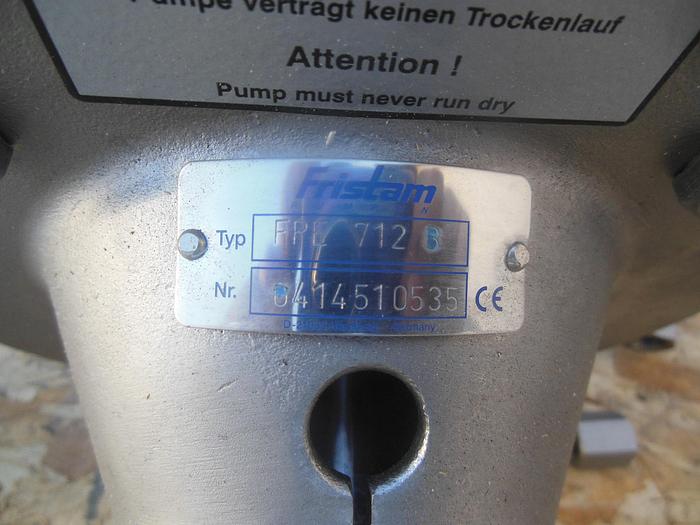 Pumpe verträgt keinen Trockenlauf
Attention !
Pump must never run dry
Fristam
Typ FPE 712
Nr. 0414510535 CE